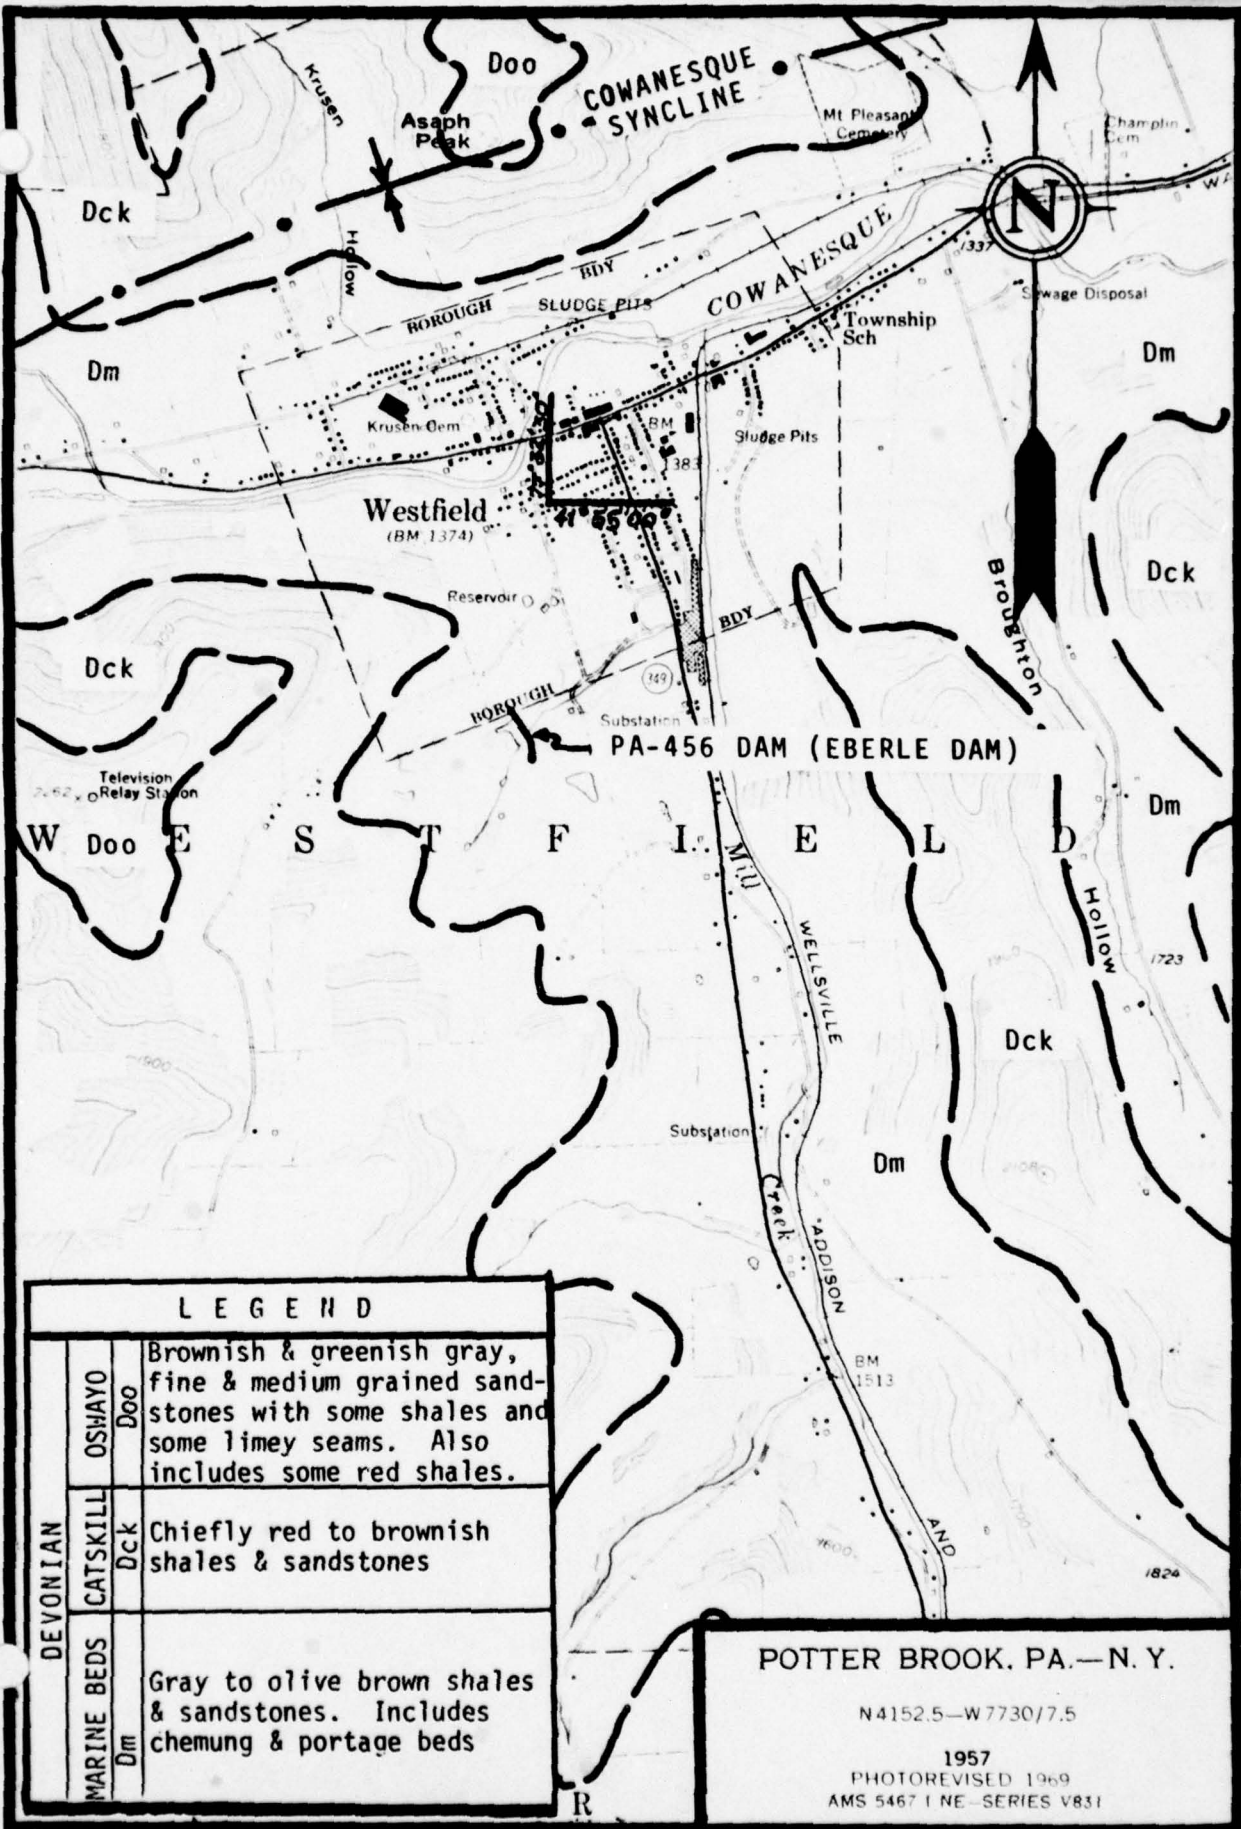 Doo
COWANESQUE
SYNCLINE
Krusen
Hollow
Asaph
Peak
Mt Pleasant
Cemetery
Champlin
Cem
N
Dck
COWANESQUE
1337
BOROUGH BDY
SLUDGE PITS
Sewage Disposal
Township
Sch
Dm
Dm
Krusen Cem
BM
1383
Sludge Pits
Westfield
(BM 1374)
41° 55' 00"
Reservoir
BDY
Broughton
Dck
Dck
349
BOROUGH
Substation
PA-456 DAM (EBERLE DAM)
Television
Relay Station
2262
Dm
W E S T F I E L D
Doo
Mill
Hollow
WELLSVILLE
1723
1900
Dck
Substation
Dm
Creek
ADDISON
BM
1513
AND
1600
1824
LEGEND
DEVONIAN
OSWAYO
Doo
Brownish & greenish gray,
fine & medium grained sand-
stones with some shales and
some limey seams. Also
includes some red shales.
CATSKILL
Dck
Chiefly red to brownish
shales & sandstones
MARINE BEDS
Dm
Gray to olive brown shales
& sandstones. Includes
chemung & portage beds
R
POTTER BROOK, PA.—N.Y.
N4152.5—W7730/7.5
1957
PHOTOREVISED 1969
AMS 5467 I NE—SERIES V831